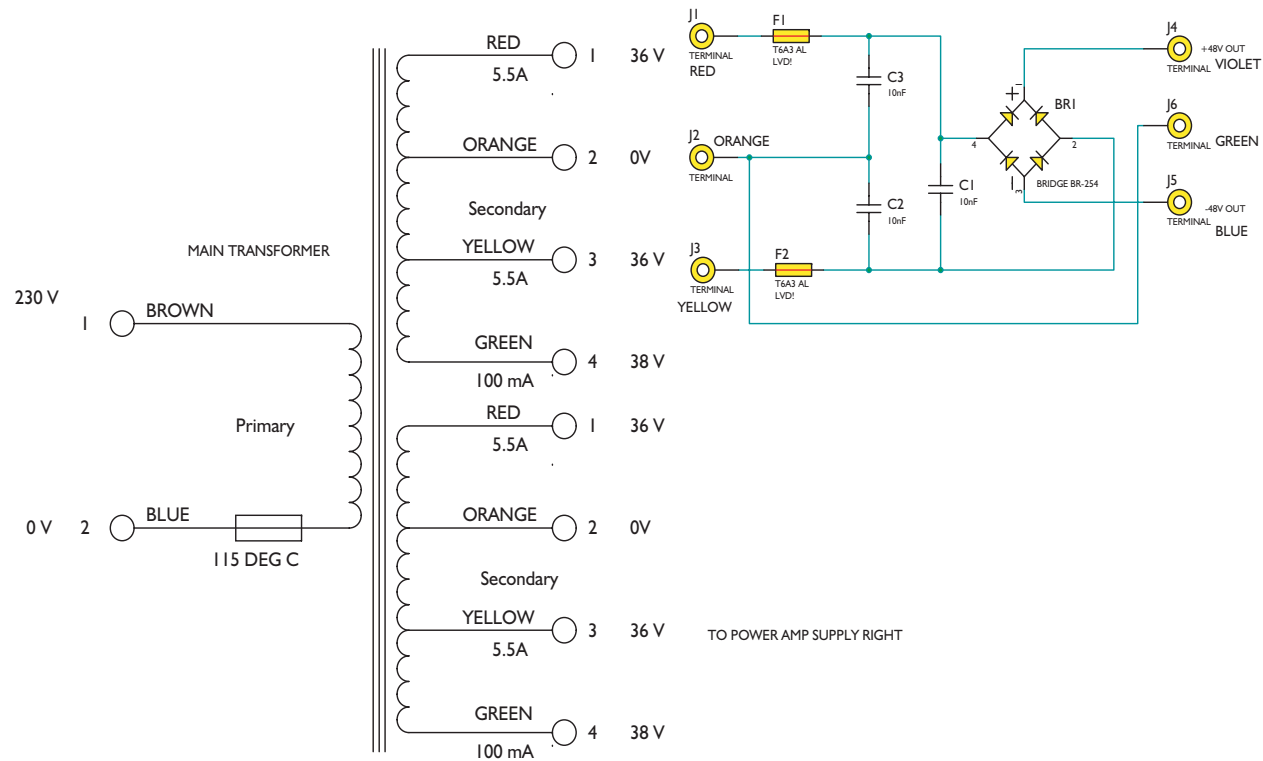 MAIN TRANSFORMER
230 V
1
BROWN
Primary
0 V
2
BLUE
115 DEG C
RED
1
36 V
5.5A
ORANGE
2
0V
Secondary
YELLOW
3
36 V
5.5A
GREEN
4
38 V
100 mA
RED
1
36 V
5.5A
ORANGE
2
0V
Secondary
YELLOW
3
36 V
5.5A
TO POWER AMP SUPPLY RIGHT
GREEN
4
38 V
100 mA
J1
TERMINAL
RED
F1
T6A3 AL
LVD!
C3
10nF
J2
ORANGE
TERMINAL
C2
10nF
C1
10nF
J3
TERMINAL
YELLOW
F2
T6A3 AL
LVD!
BR1
+
1
4
2
3
BRIDGE BR-254
J4
+48V OUT
TERMINAL VIOLET
J6
TERMINAL GREEN
J5
-48V OUT
TERMINAL
BLUE